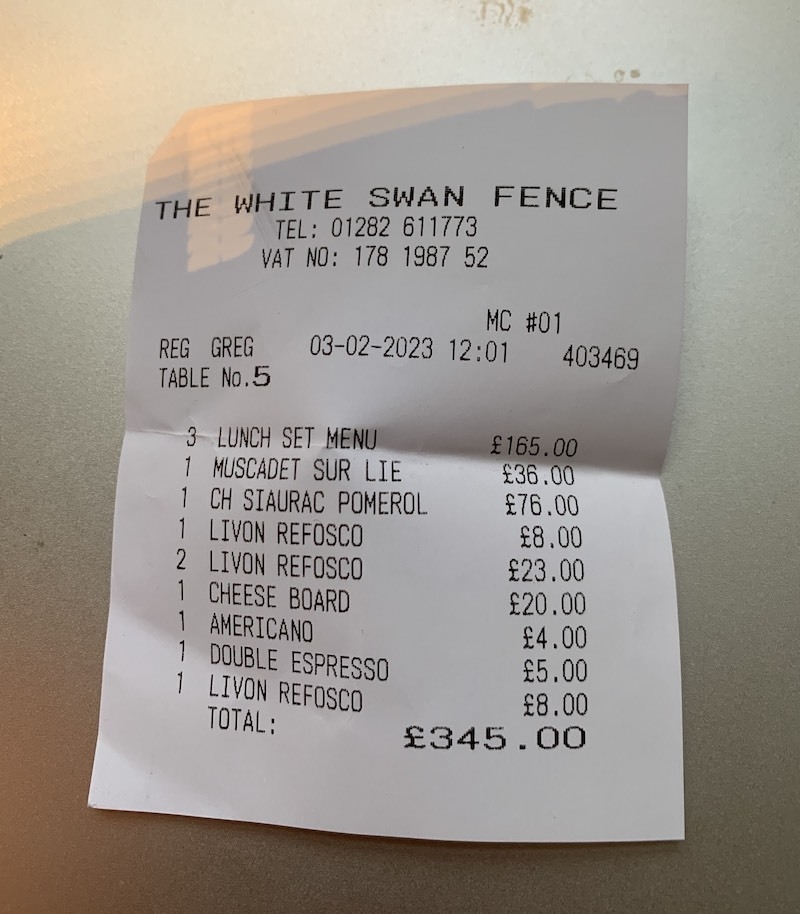 THE WHITE SWAN FENCE
TEL: 01282 611773
VAT NO: 178 1987 52
MC #01
REG GREG 03-02-2023 12:01 403469
TABLE No.5
3 LUNCH SET MENU £165.00
1 MUSCADET SUR LIE £36.00
1 CH SIAURAC POMEROL £76.00
1 LIVON REFOSCO £8.00
2 LIVON REFOSCO £23.00
1 CHEESE BOARD £20.00
1 AMERICANO £4.00
1 DOUBLE ESPRESSO £5.00
1 LIVON REFOSCO £8.00
TOTAL: £345.00